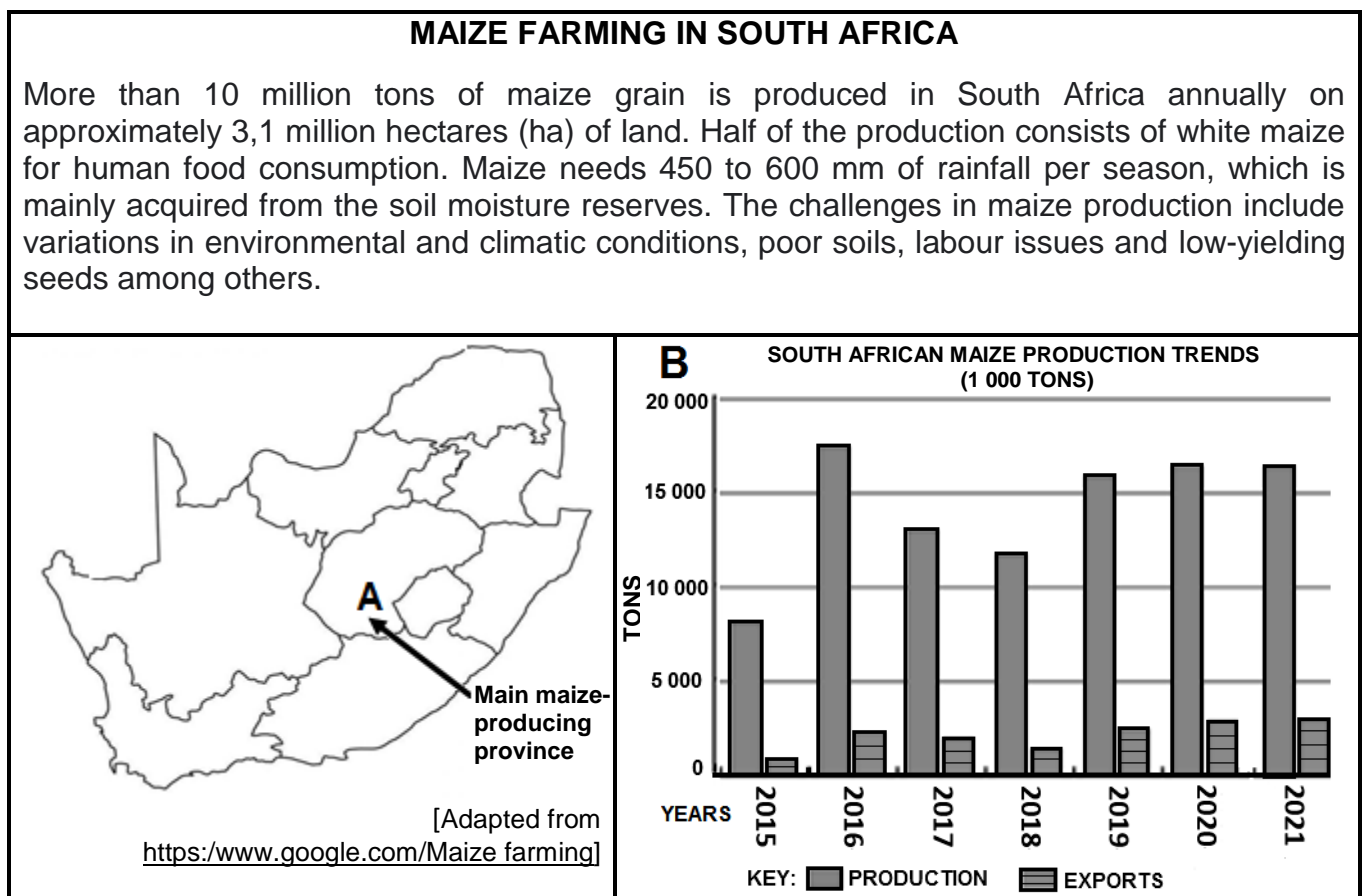 MAIZE FARMING IN SOUTH AFRICA
More than 10 million tons of maize grain is produced in South Africa annually on
approximately 3,1 million hectares (ha) of land. Half of the production consists of white maize
for human food consumption. Maize needs 450 to 600 mm of rainfall per season, which is
mainly acquired from the soil moisture reserves. The challenges in maize production include
variations in environmental and climatic conditions, poor soils, labour issues and low-yielding
seeds among others.
A
Main maize-
producing
province
[Adapted from
https:/www.google.com/Maize farming]
B
SOUTH AFRICAN MAIZE PRODUCTION TRENDS
(1 000 TONS)
20 000
15 000
10 000
5 000
0
TONS
YEARS
2015
2016
2017
2018
2019
2020
2021
KEY: PRODUCTION EXPORTS